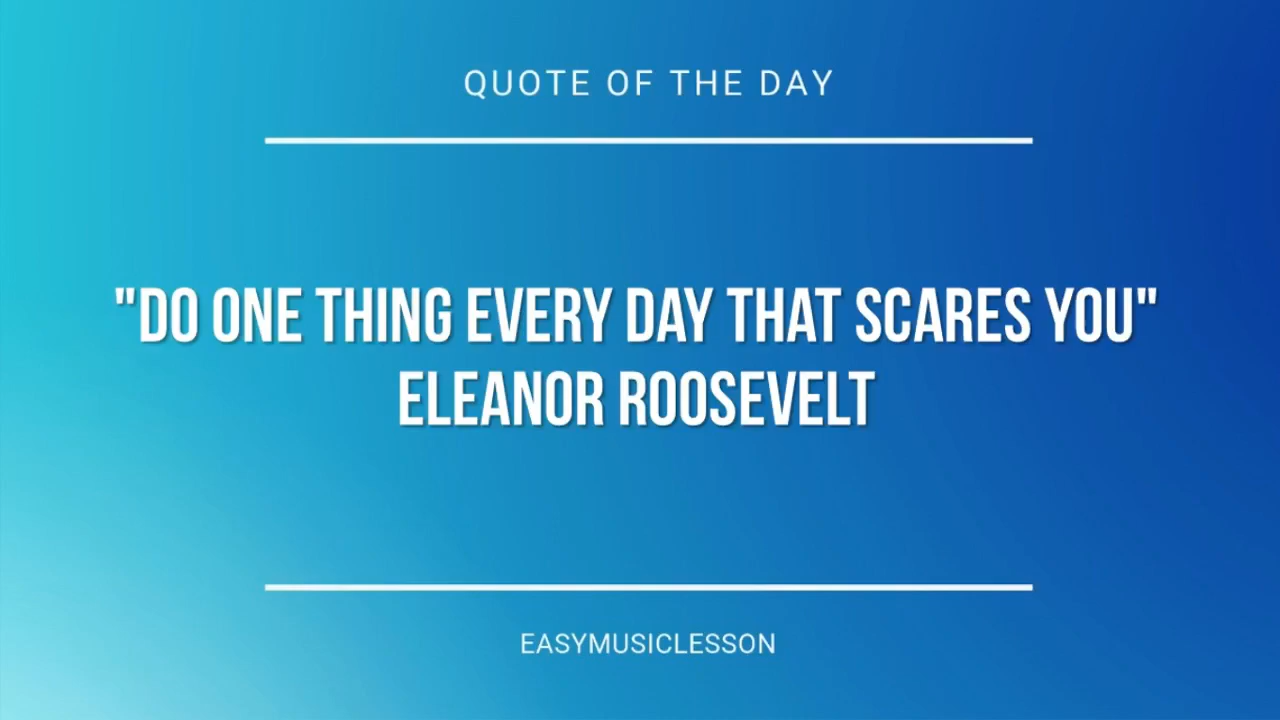 QUOTE OF THE DAY
"DO ONE THING EVERY DAY THAT SCARES YOU"
ELEANOR ROOSEVELT
EASYMUSICLESSON